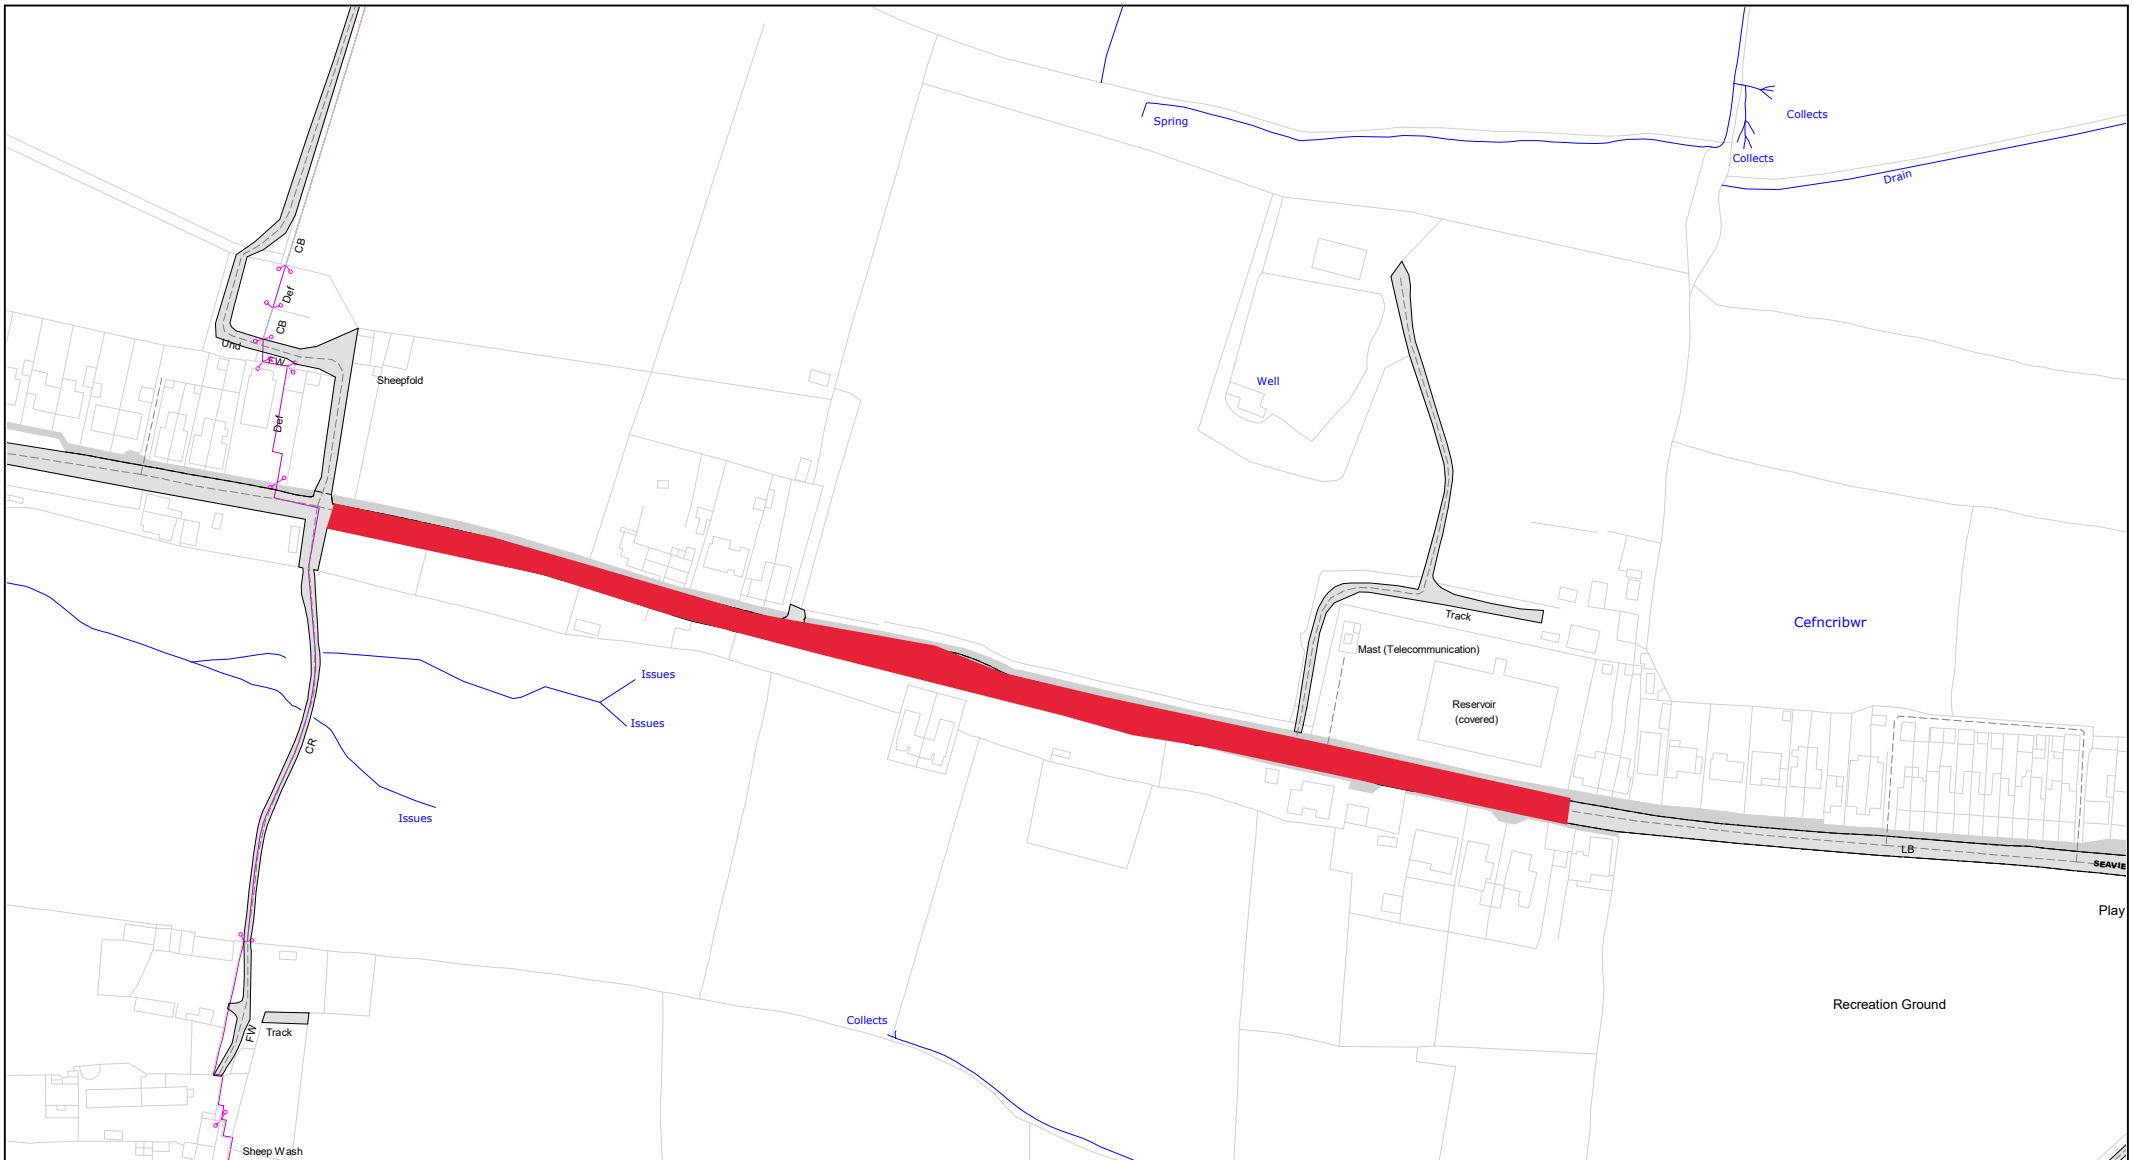 Spring
Collects
Collects
Drain
CB
Def
CB
Und
FW
Sheepfold
Def
Well
Track
Cefncribwr
Mast (Telecommunication)
Issues
Reservoir
(covered)
Issues
CR
Issues
LB
SEAVIE
Play
Recreation Ground
Collects
FW
Track
Sheep Wash